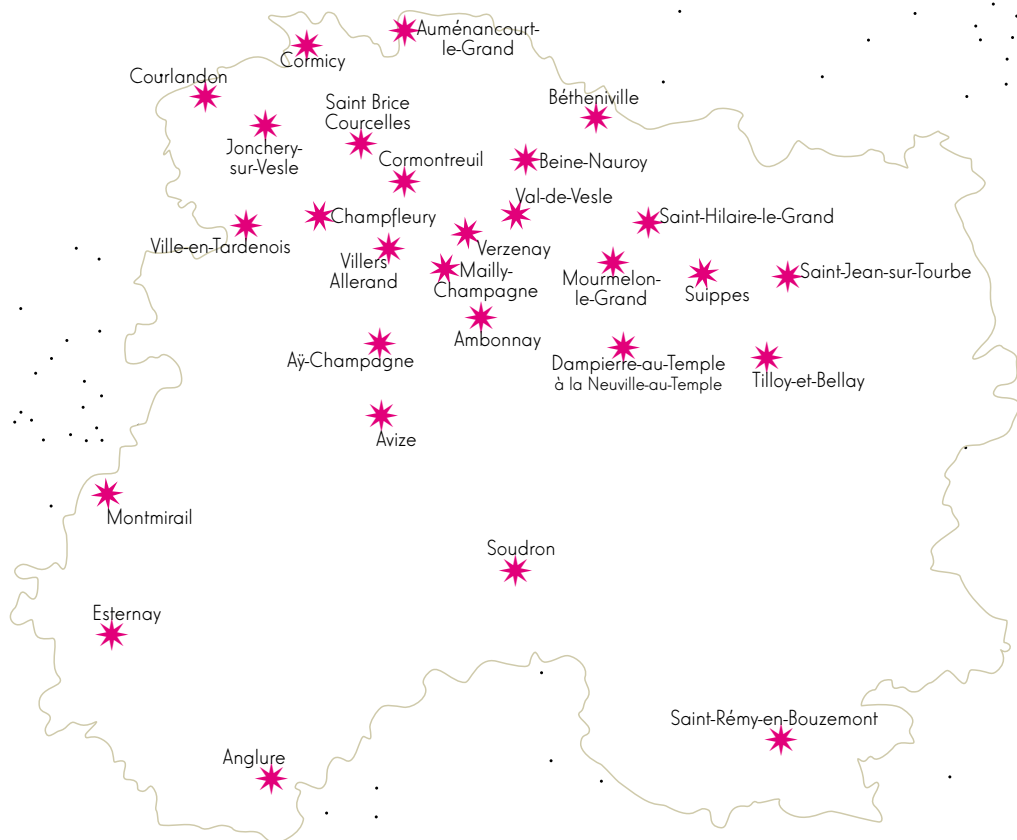 Auménancourt-
le-Grand
Cormicy
Courlandon
Bétheniville
Saint Brice
Courcelles
Jonchery-
sur-Vesle
Cormontreuil
Beine-Nauroy
Val-de-Vesle
Champfleury
Saint-Hilaire-le-Grand
Ville-en-Tardenois
Verzenay
Villers
Allerand
Mailly-
Champagne
Mourmelon-
le-Grand
Suippes
Saint-Jean-sur-Tourbe
Ambonnay
Aÿ-Champagne
Dampierre-au-Temple
à la Neuville-au-Temple
Tilloy-et-Bellay
Avize
Montmirail
Soudron
Esternay
Saint-Rémy-en-Bouzemont
Anglure